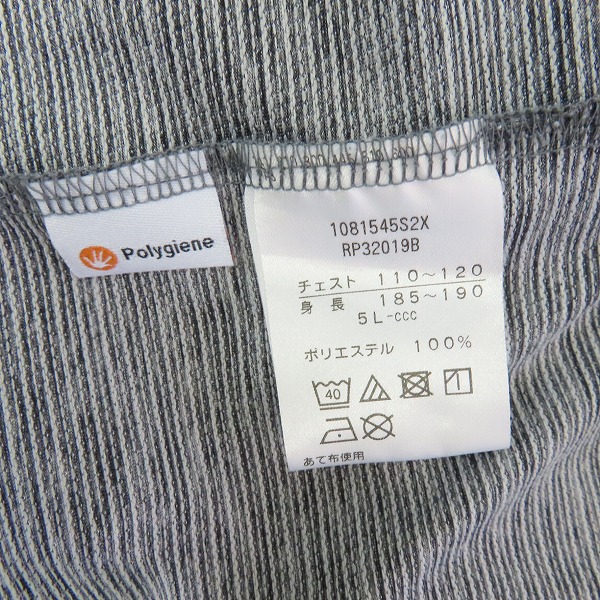 Polygiene
1081545S2X
RP32019B
チェスト 110～120
身長 185～190
5L-ccc
ポリエステル 100%
40
あて布使用